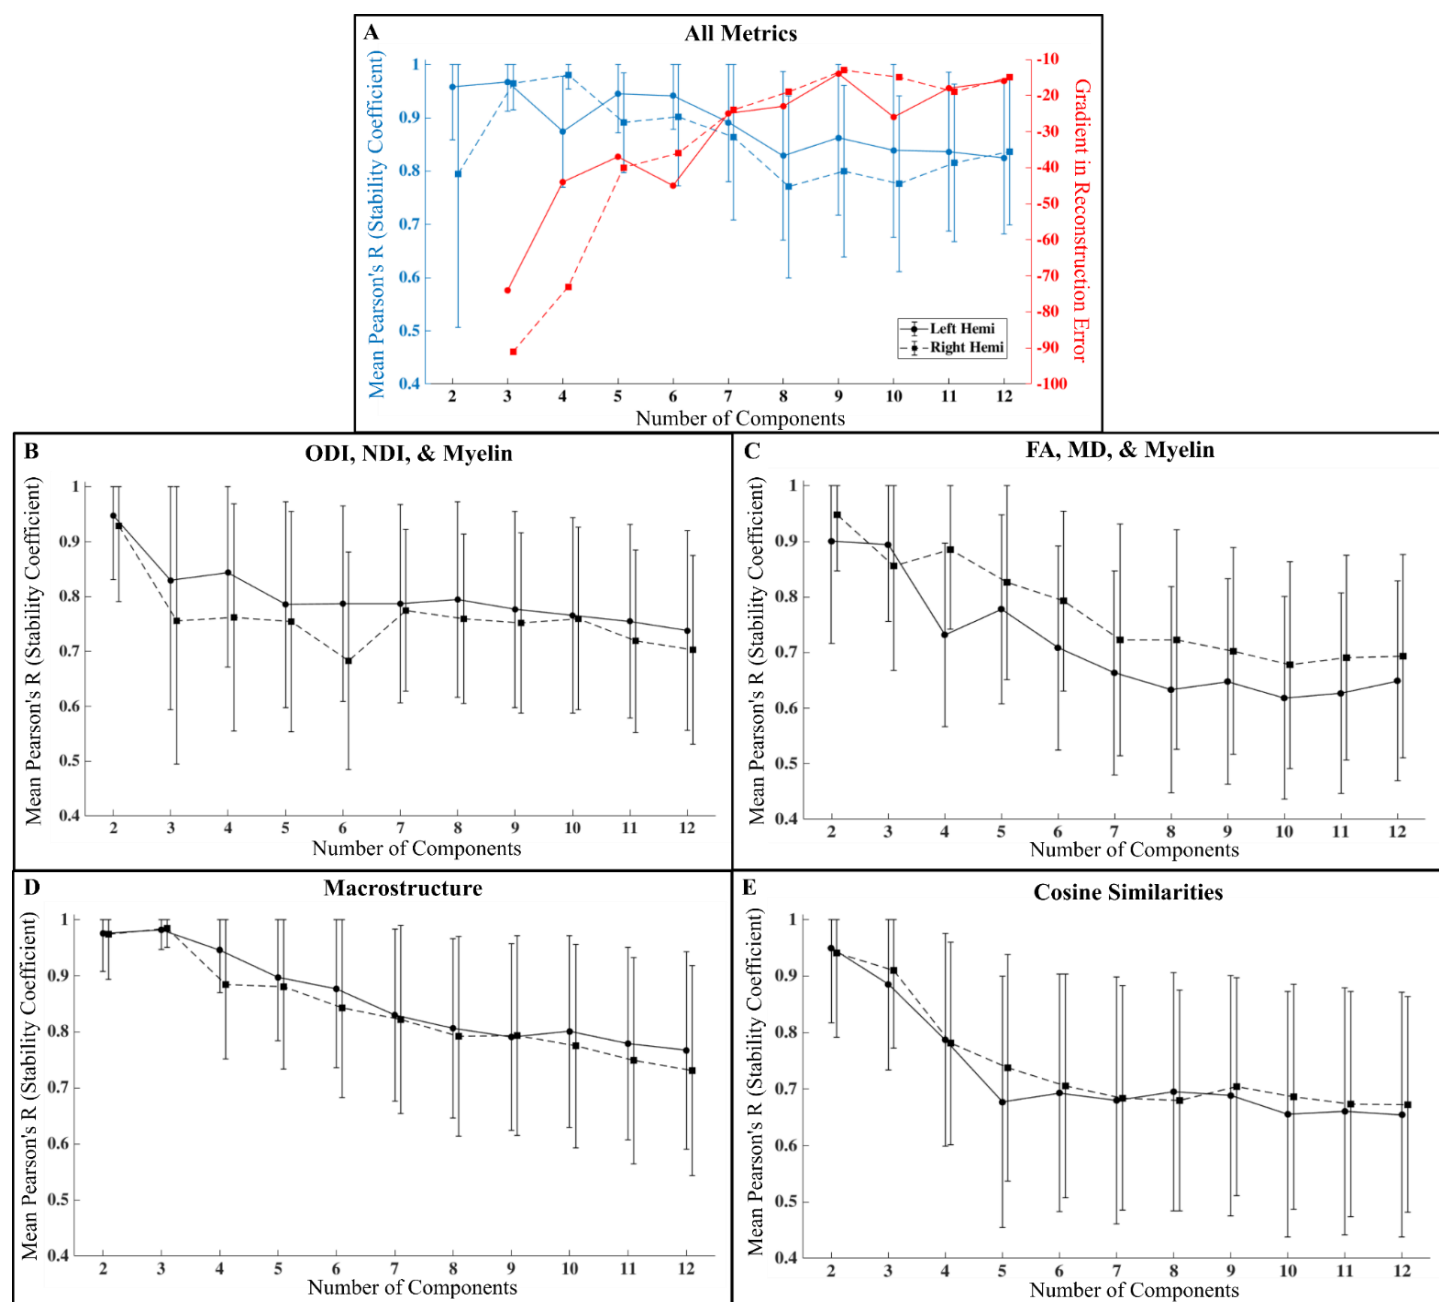 A
All Metrics
Mean Pearson's R (Stability Coefficient)
1
0.9
0.8
0.7
0.6
0.5
0.4
-10
-20
-30
-40
-50
-60
-70
-80
-90
-100
Gradient in Reconstruction Error
Left Hemi
Right Hemi
2 3 4 5 6 7 8 9 10 11 12
Number of Components
B
ODI, NDI, & Myelin
Mean Pearson's R (Stability Coefficient)
1
0.9
0.8
0.7
0.6
0.5
0.4
2 3 4 5 6 7 8 9 10 11 12
Number of Components
C
FA, MD, & Myelin
Mean Pearson's R (Stability Coefficient)
1
0.9
0.8
0.7
0.6
0.5
0.4
2 3 4 5 6 7 8 9 10 11 12
Number of Components
D
Macrostructure
Mean Pearson's R (Stability Coefficient)
1
0.9
0.8
0.7
0.6
0.5
0.4
2 3 4 5 6 7 8 9 10 11 12
Number of Components
E
Cosine Similarities
Mean Pearson's R (Stability Coefficient)
1
0.9
0.8
0.7
0.6
0.5
0.4
2 3 4 5 6 7 8 9 10 11 12
Number of Components